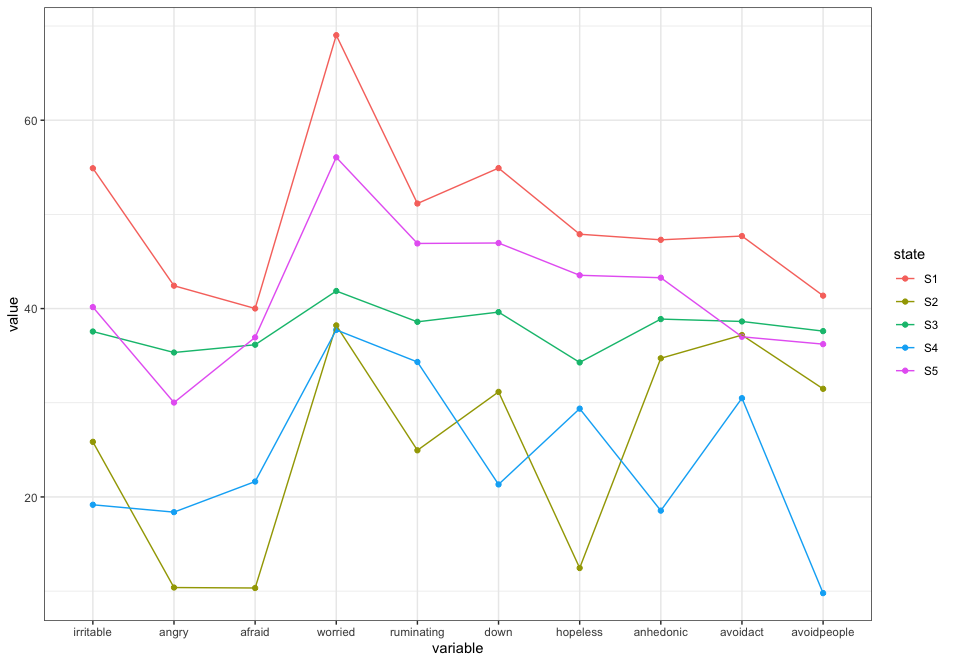 value
60
40
20
irritable angry afraid worried ruminating down hopeless anhedonic avoidact avoidpeople
variable
state
S1
S2
S3
S4
S5